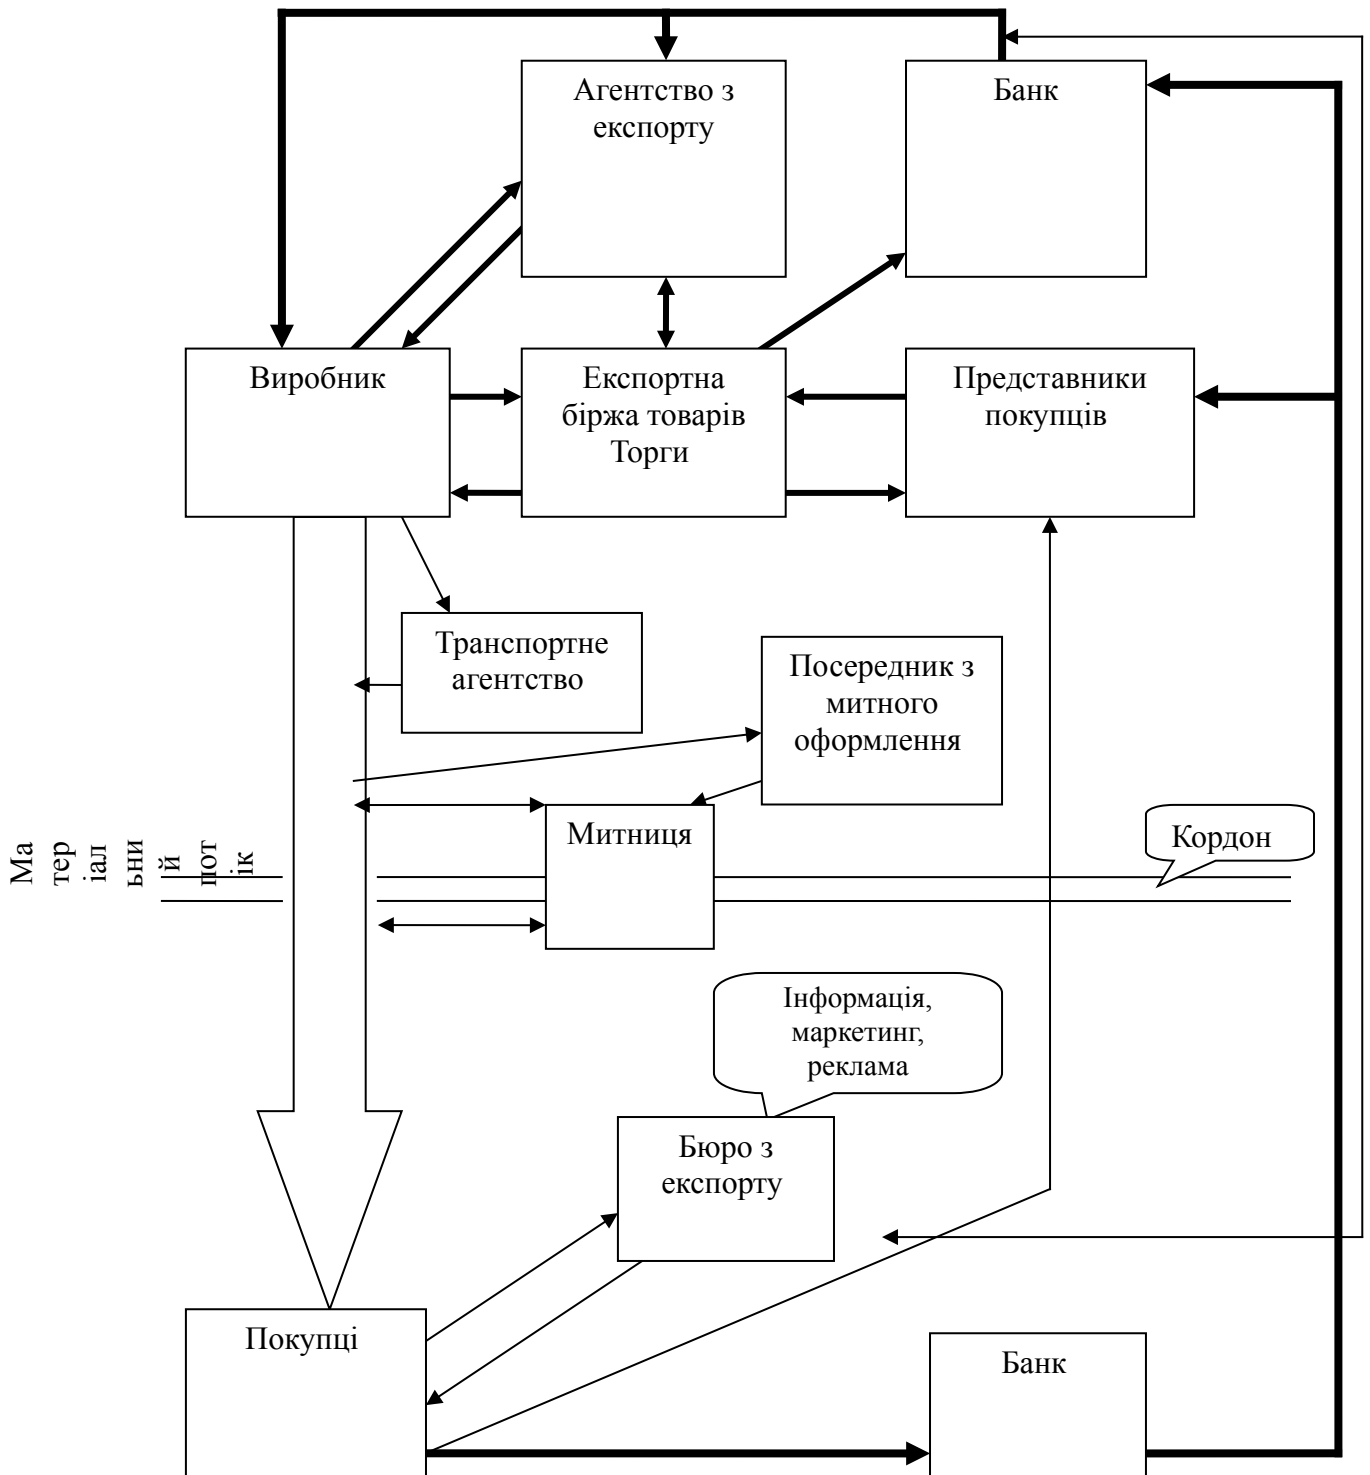 Агентство з
експорту
Банк
Виробник
Експортна
біржа товарів
Торги
Представники
покупців
Транспортне
агентство
Посередник з
митного
оформлення
Митниця
Кордон
Ма
тер
іал
ьни
й
пот
ік
Інформація,
маркетинг,
реклама
Бюро з
експорту
Покупці
Банк